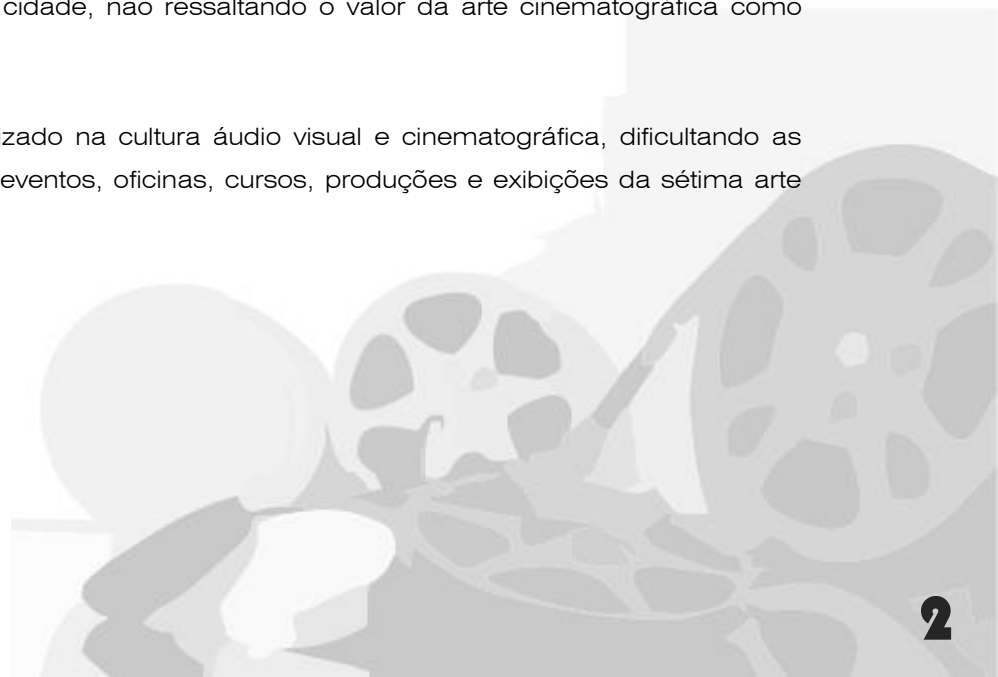 cidade, não ressaltando o valor da arte cinematográfica como
izado na cultura áudio visual e cinematográfica, dificultando as
eventos, oficinas, cursos, produções e exibições da sétima arte
2